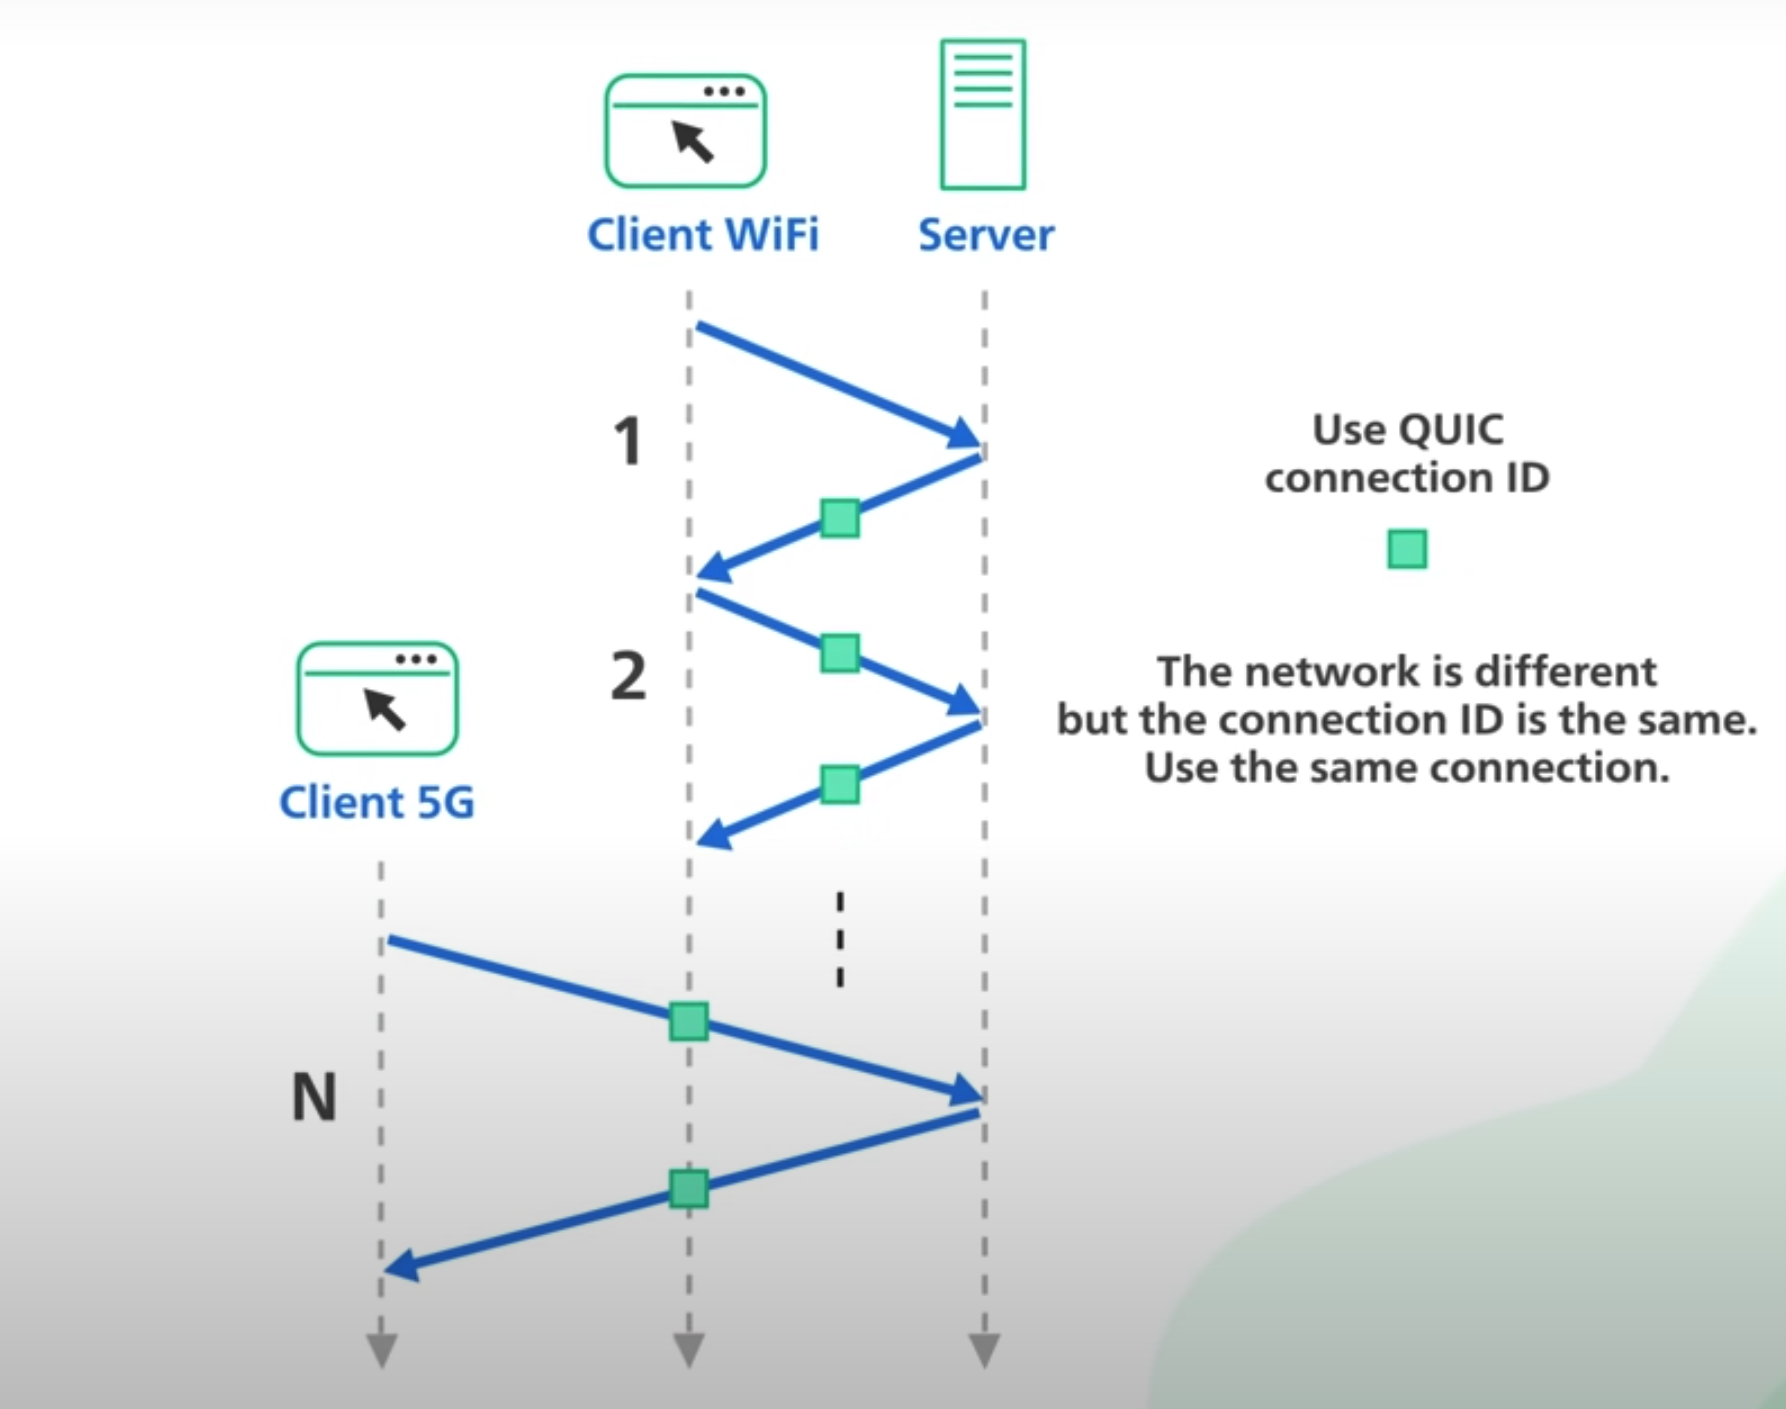 Client WiFi
Server
1
Use QUIC
connection ID
2
The network is different
but the connection ID is the same.
Use the same connection.
Client 5G
N